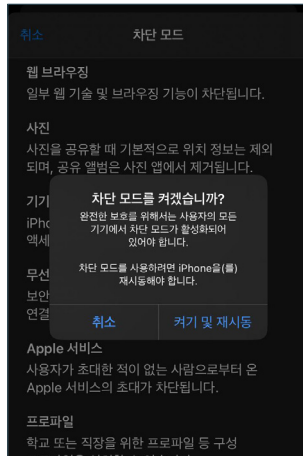 취소
차단 모드
웹 브라우징
일부 웹 기술 및 브라우징 기능이 차단됩니다.
사진
사진을 공유할 때 기본적으로 위치 정보는 제외
되며, 공유 앨범은 사진 앱에서 제거됩니다.
기기
차단 모드를 켜겠습니까?
완전한 보호를 위해서는 사용자의 모든
기기에서 차단 모드가 활성화되어
있어야 합니다.
차단 모드를 사용하려면 iPhone을(를)
재시동해야 합니다.
취소
켜기 및 재시동
iPho
액세
무선
보안
연결
Apple 서비스
사용자가 초대한 적이 없는 사람으로부터 온
Apple 서비스의 초대가 차단됩니다.
프로파일
학교 또는 직장을 위한 프로파일 등 구성